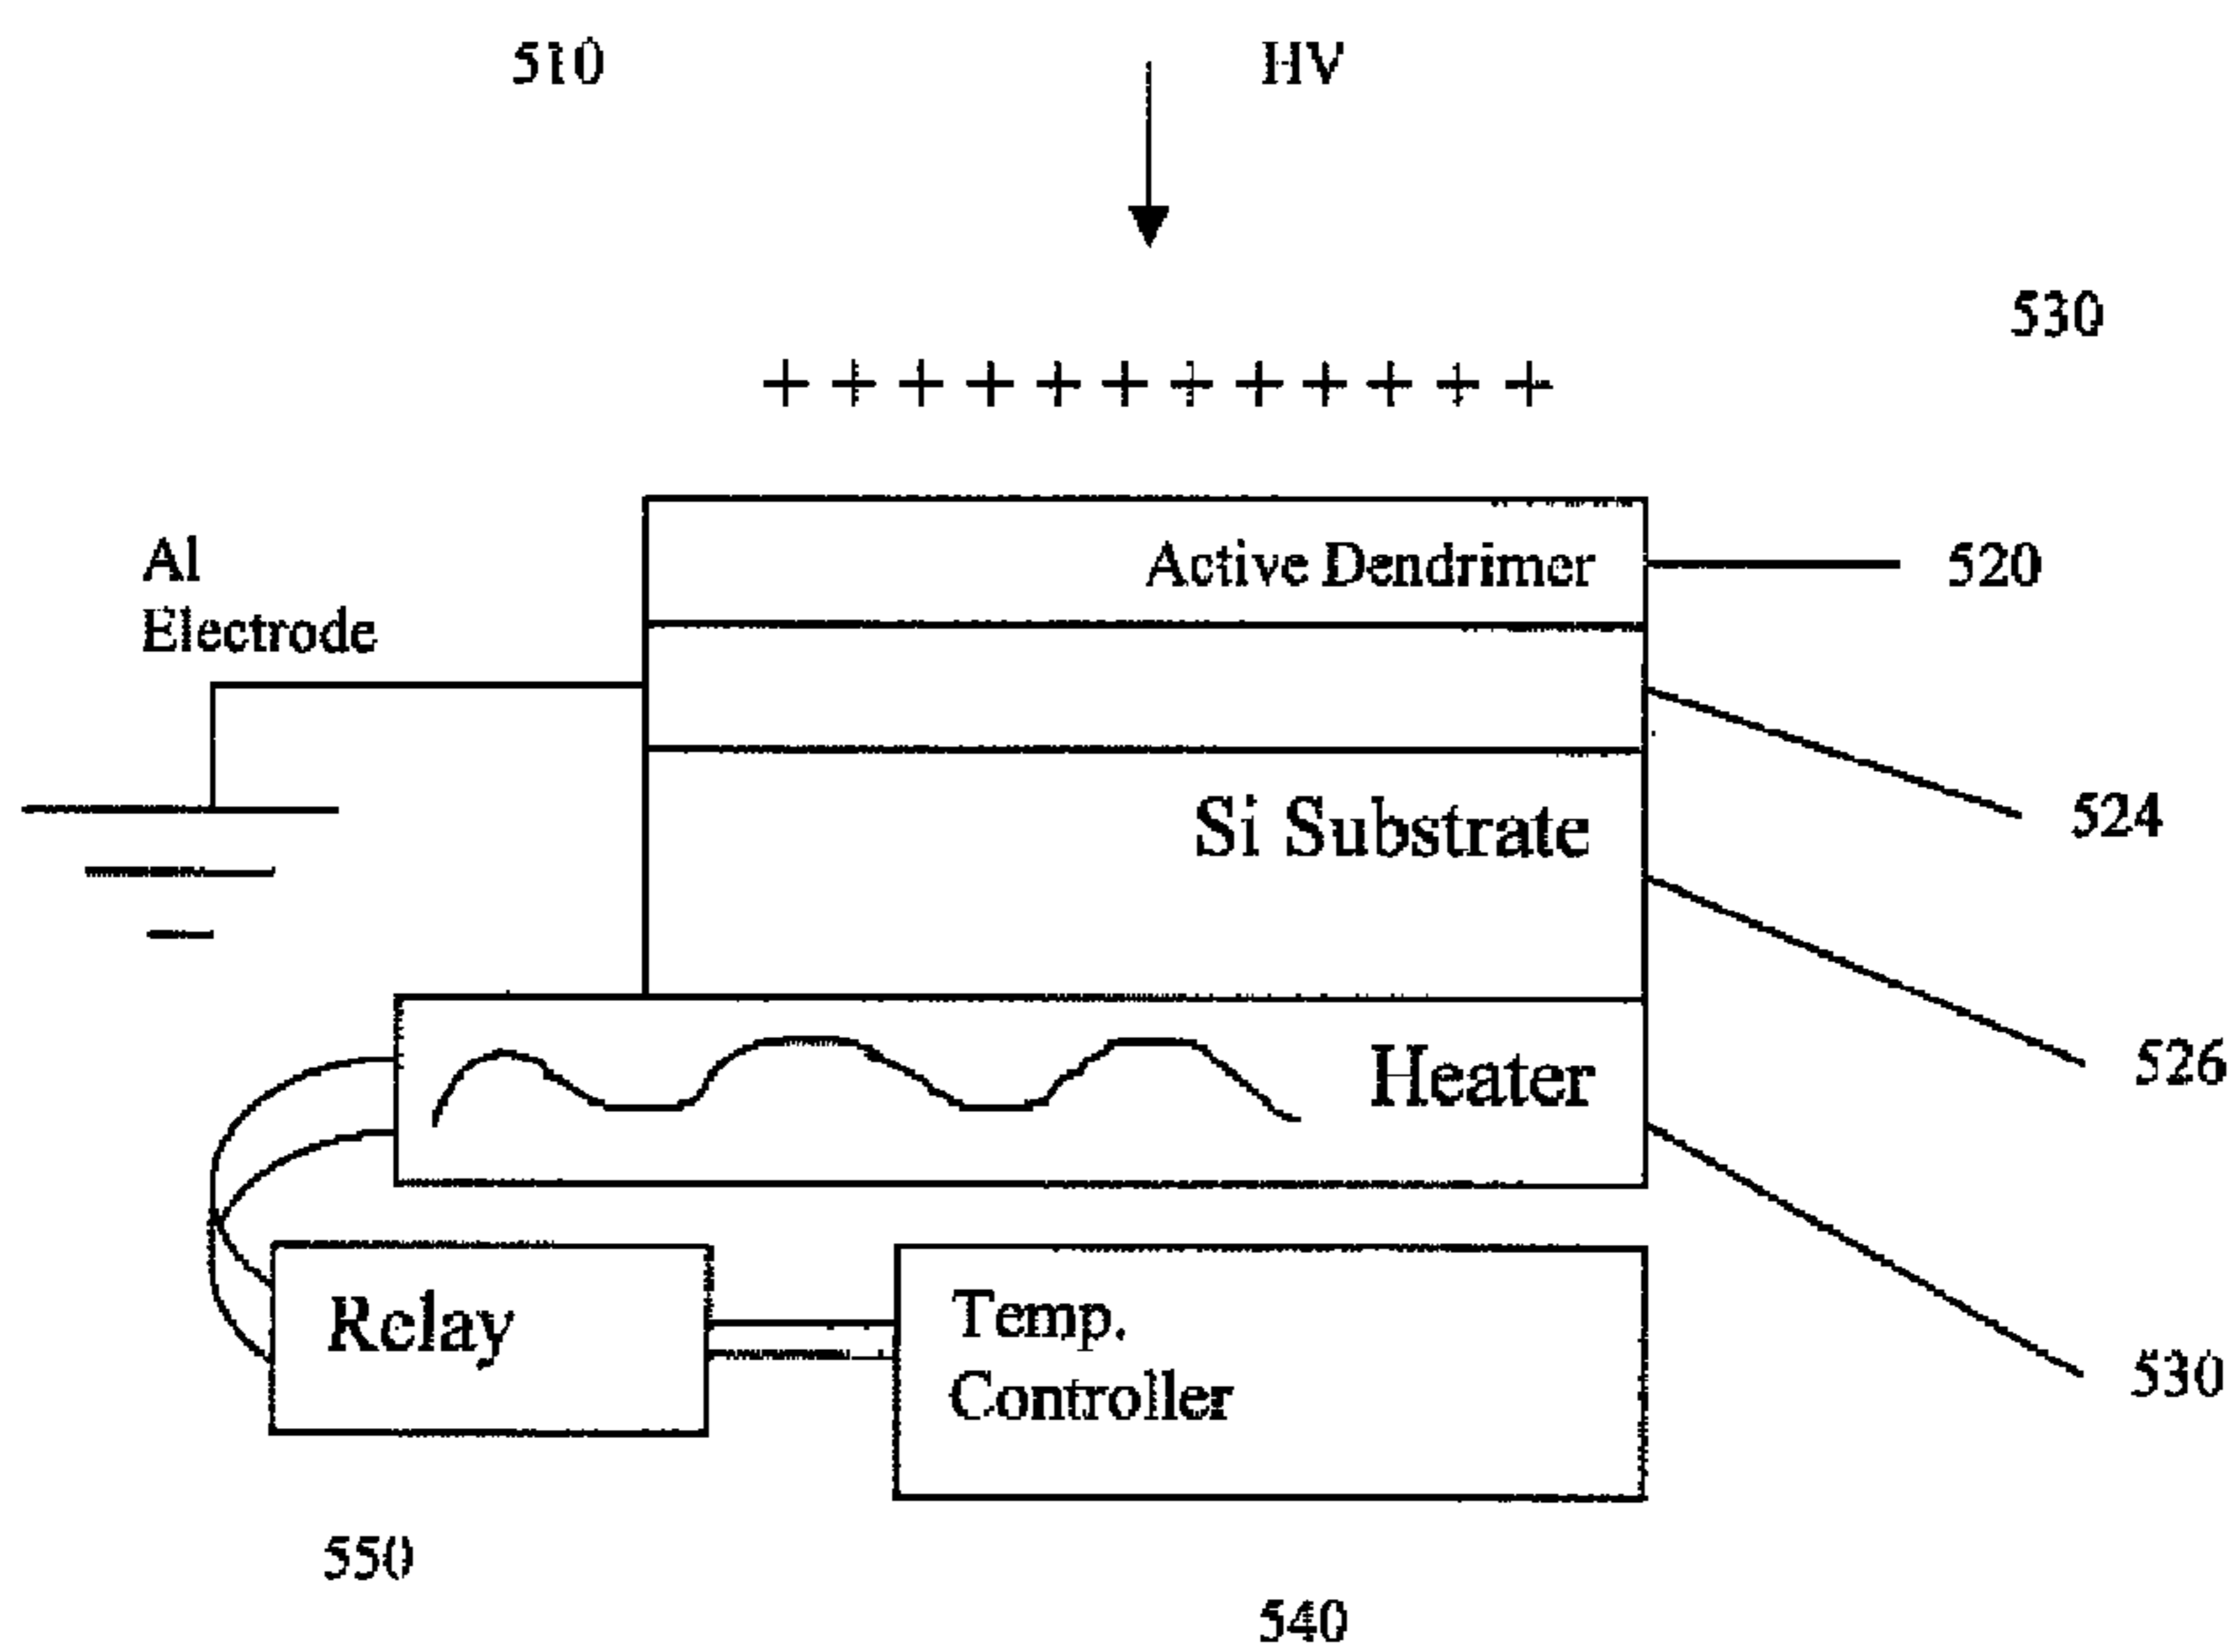 510
HV
530
+ + + + + + + + + + + +
Al
Electrode
Active Dendrimer
520
524
Si Substrate
526
Heater
530
Relay
Temp.
Controller
550
540